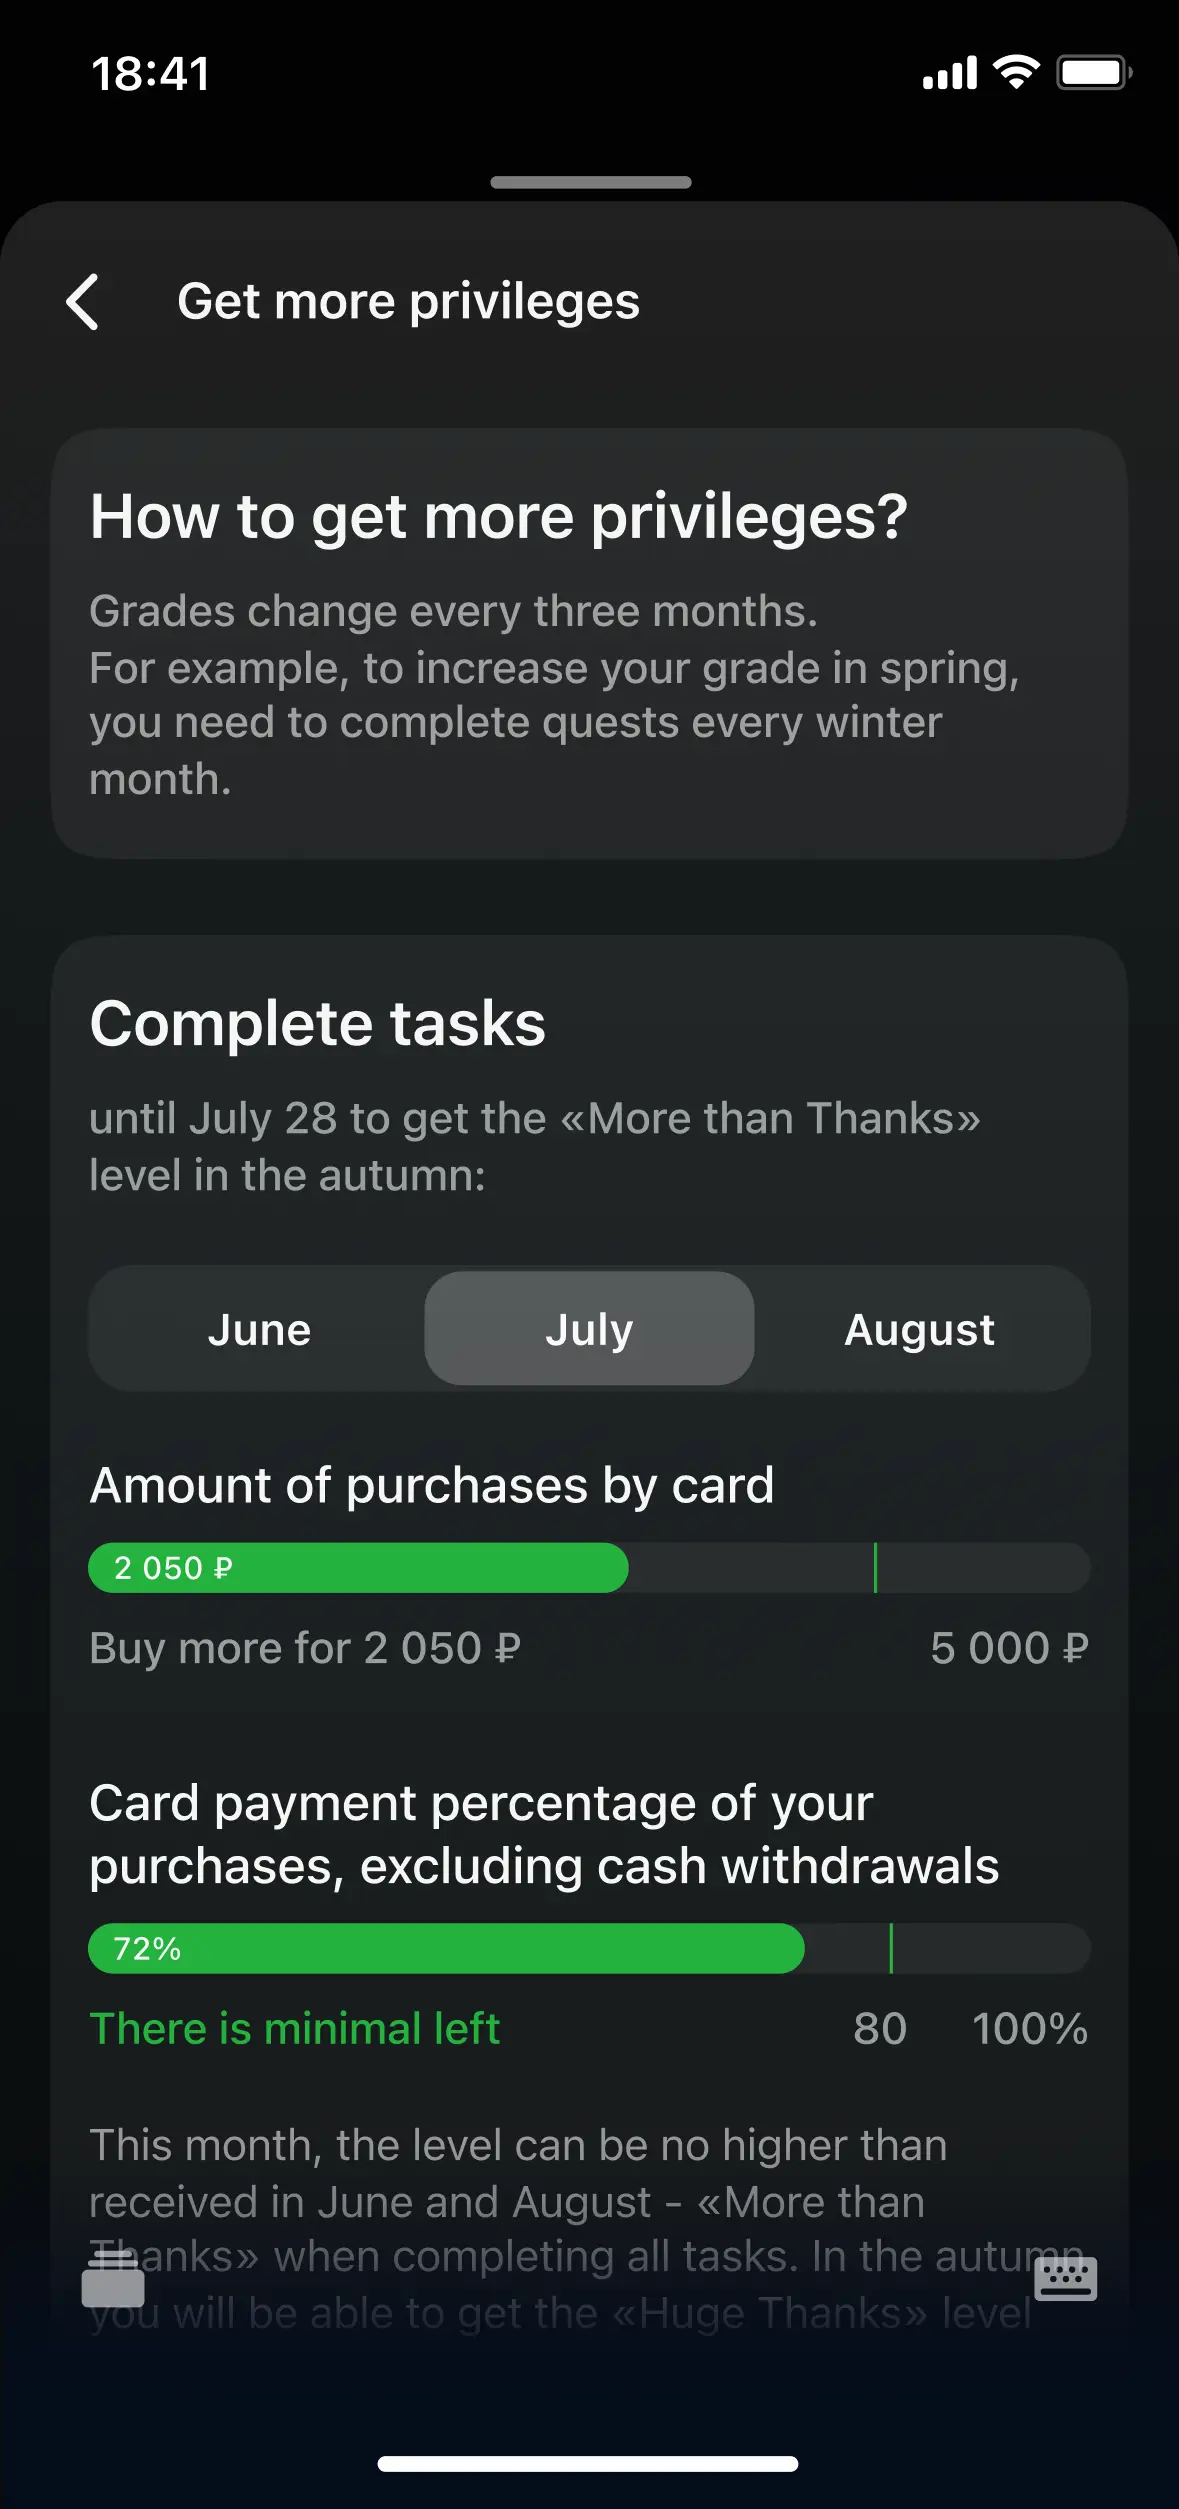 18:41
Get more privileges
How to get more privileges?
Grades change every three months.
For example, to increase your grade in spring,
you need to complete quests every winter
month.
Complete tasks
until July 28 to get the «More than Thanks»
level in the autumn:
June
July
August
Amount of purchases by card
2 050 ₽
Buy more for 2 050 ₽
5 000 ₽
Card payment percentage of your
purchases, excluding cash withdrawals
72%
There is minimal left
80
100%
This month, the level can be no higher than
received in June and August - «More than
Thanks» when completing all tasks. In the autumn
you will be able to get the «Huge Thanks» level